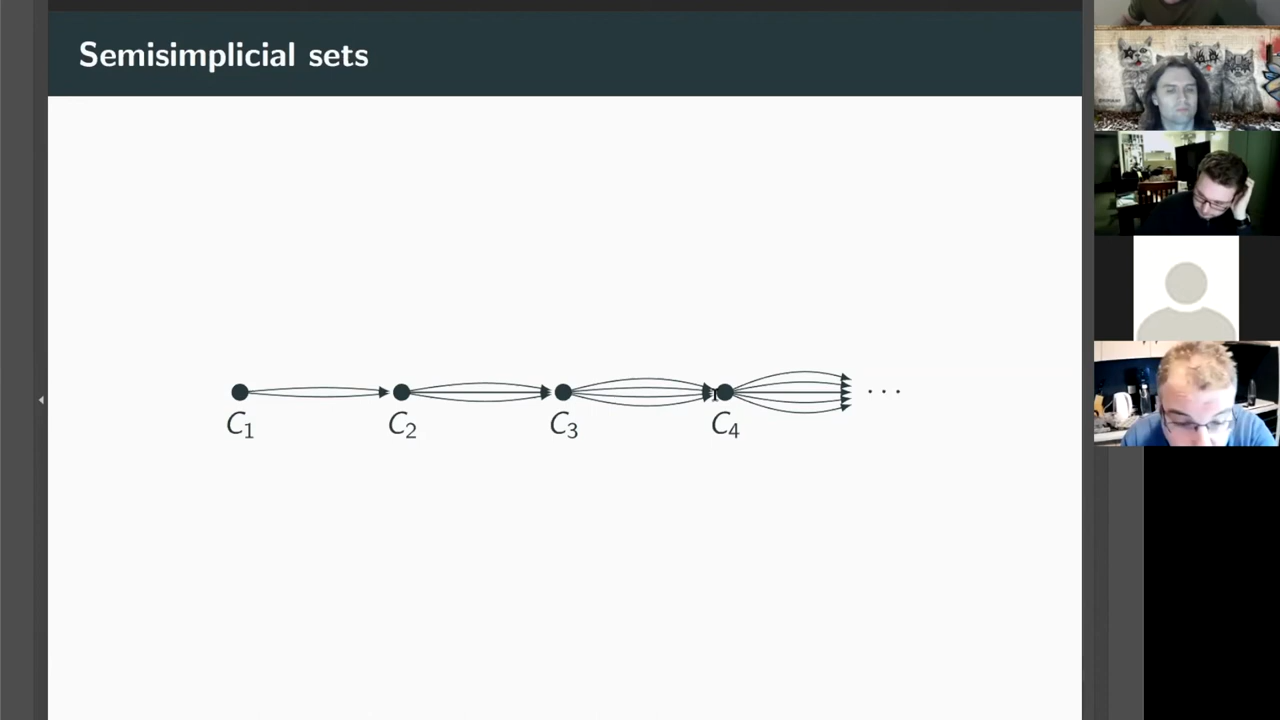 Semisimplicial sets
C₁ C₂ C₃ C₄ ···